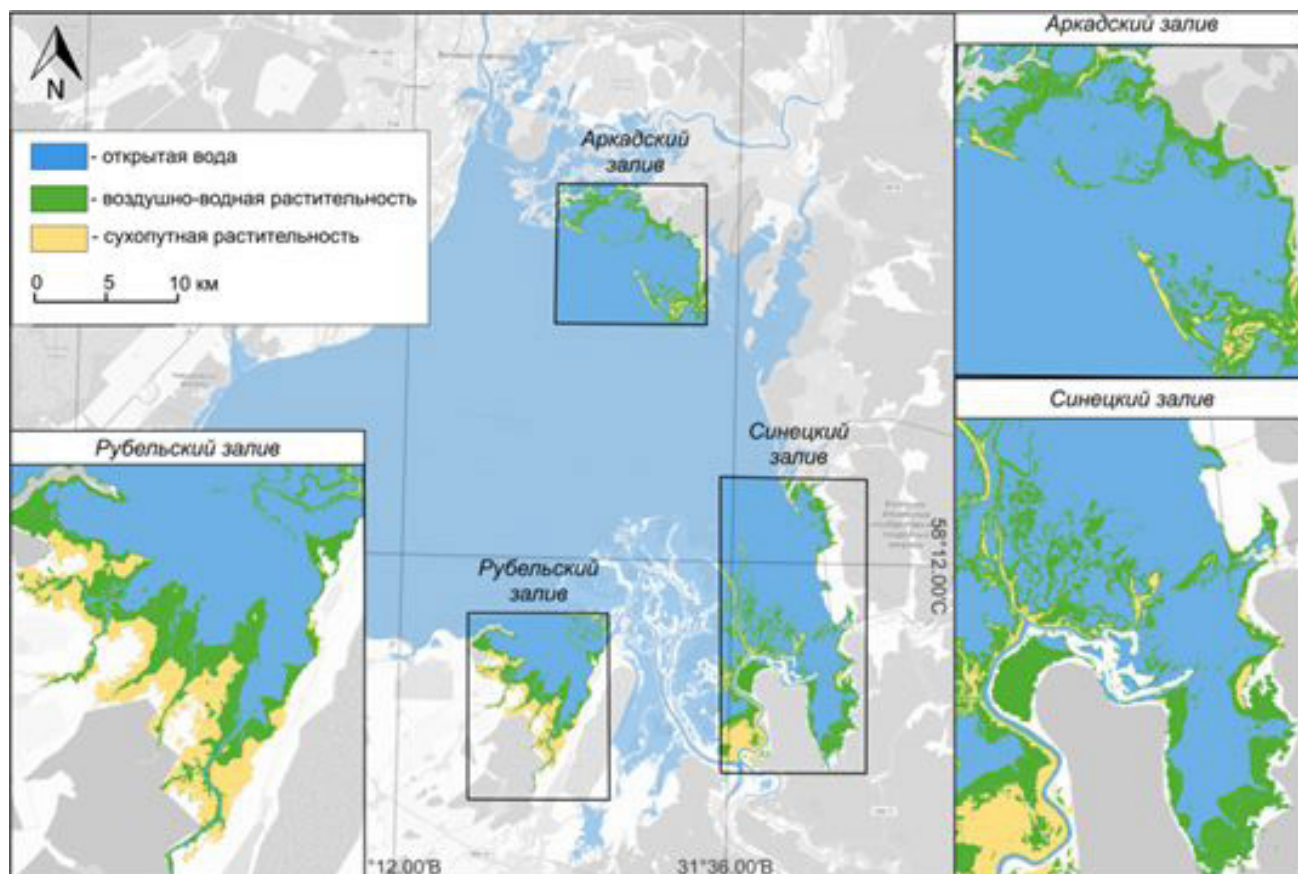 Аркадский залив
N
- открытая вода
- воздушно-водная растительность
- сухопутная растительность
0 5 10 км
Аркадский
залив
Синецкий залив
Рубельский залив
Синецкий
залив
58°12.00'С
Рубельский
залив
°12.00'В
31°36.00'В